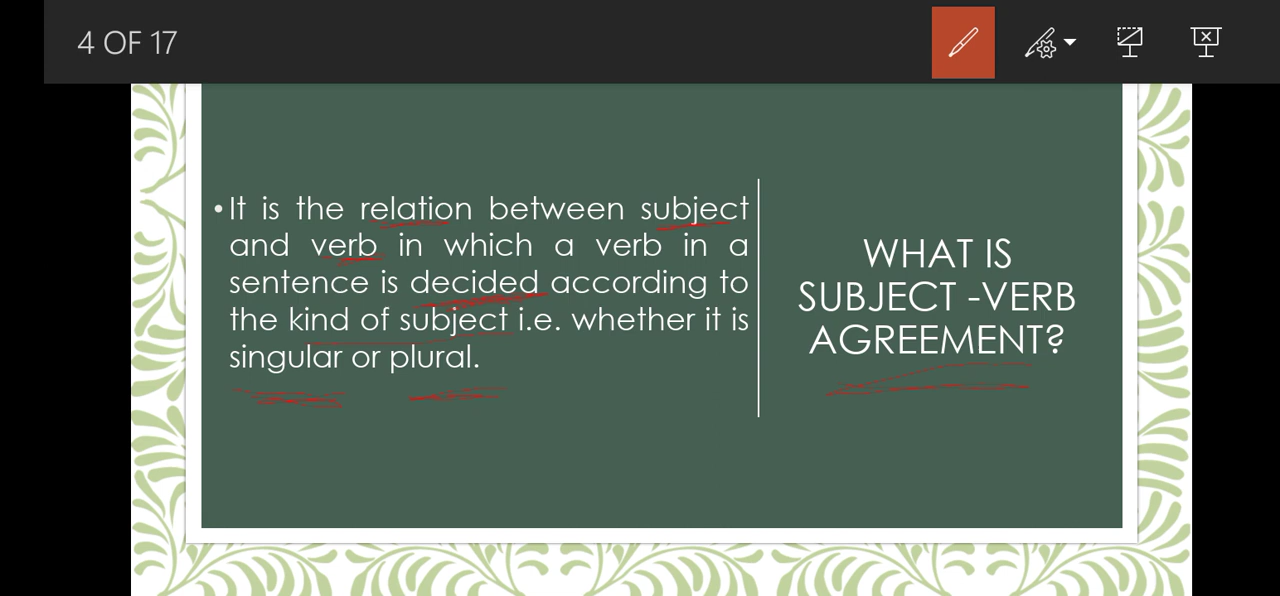 4 OF 17
• It is the relation between subject
and verb in which a verb in a
sentence is decided according to
the kind of subject i.e. whether it is
singular or plural.
WHAT IS
SUBJECT -VERB
AGREEMENT?